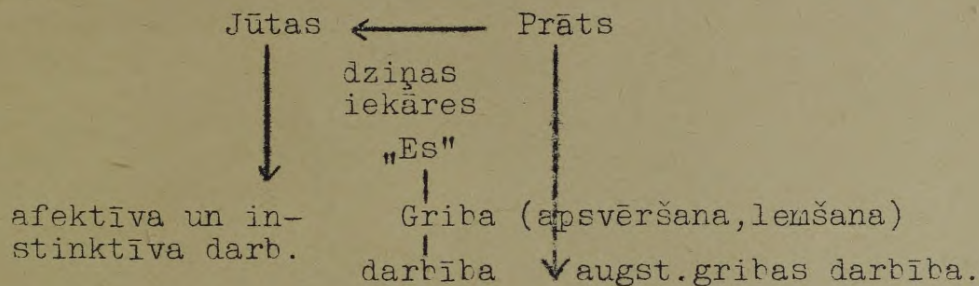 Jūtas Prāts
dziņas
iekāres
„Es"
afektīva un in- Griba (apsvēršana,lemšana)
stinktīva darb.
darbība augst.gribas darbība.